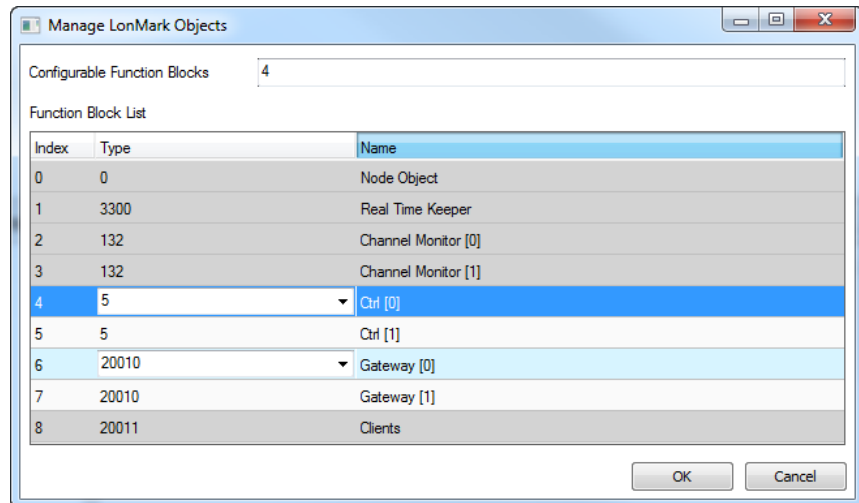 Manage LonMark Objects
Configurable Function Blocks 4
Function Block List
Index Type Name
0 0 Node Object
1 3300 Real Time Keeper
2 132 Channel Monitor [0]
3 132 Channel Monitor [1]
4 5 Ctrl [0]
5 5 Ctrl [1]
6 20010 Gateway [0]
7 20010 Gateway [1]
8 20011 Clients
OK Cancel